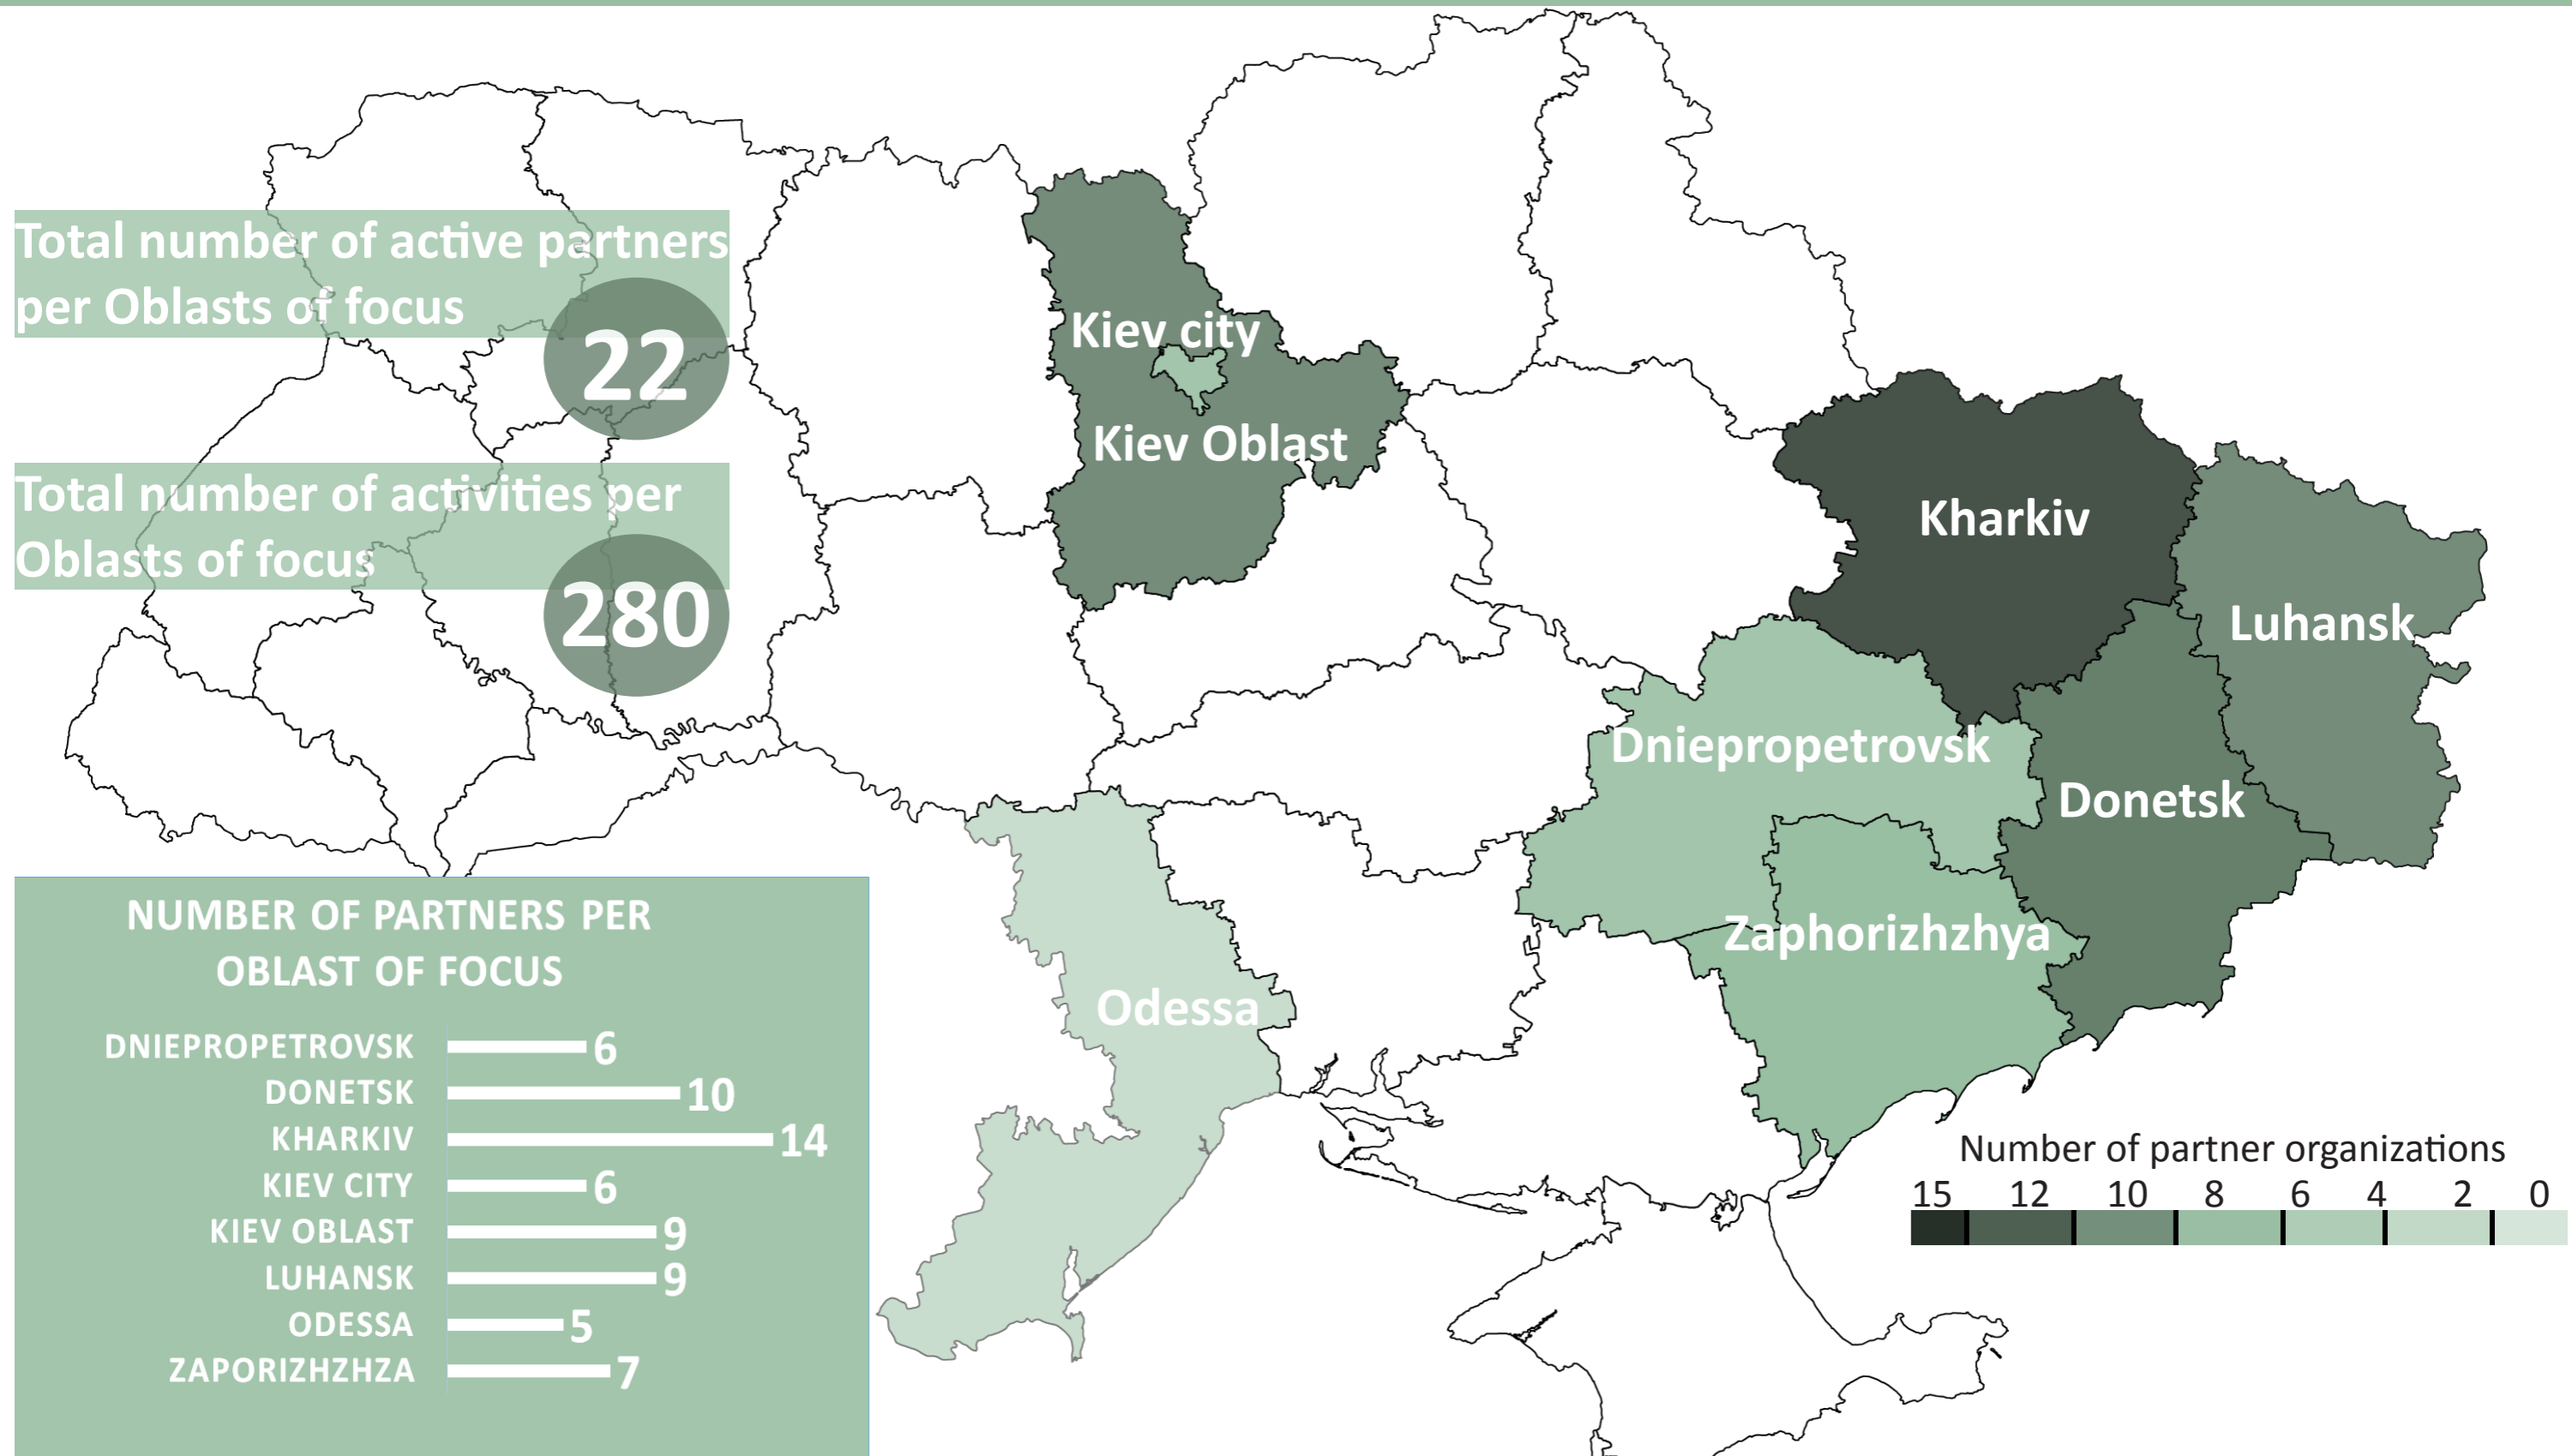 Total number of active partners
per Oblasts of focus
22
Total number of activities per
Oblasts of focus
280
Kiev city
Kiev Oblast
Kharkiv
Luhansk
Dniepropetrovsk
Donetsk
Zaphorizhzhya
Odessa
NUMBER OF PARTNERS PER
OBLAST OF FOCUS
DNIEPROPETROVSK 6
DONETSK 10
KHARKIV 14
KIEV CITY 6
KIEV OBLAST 9
LUHANSK 9
ODESSA 5
ZAPORIZHZHZA 7
Number of partner organizations
15 12 10 8 6 4 2 0